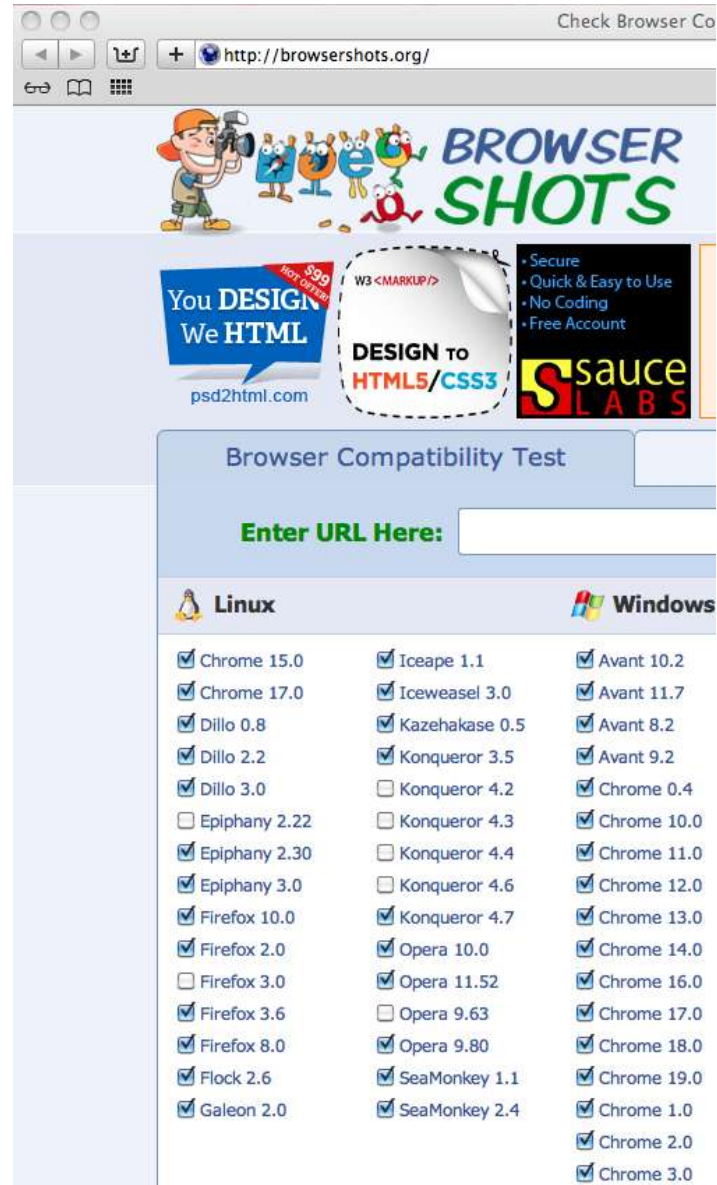 Check Browser Co
http://browsershots.org/
BROWSER
SHOTS
You DESIGN
We HTML
HOT OFFER!
$99
psd2html.com
W3 <MARKUP/>
DESIGN TO
HTML5/CSS3
• Secure
• Quick & Easy to Use
• No Coding
• Free Account
sauce
LABS
Browser Compatibility Test
Enter URL Here:
Linux
Chrome 15.0
Chrome 17.0
Dillo 0.8
Dillo 2.2
Dillo 3.0
Epiphany 2.22
Epiphany 2.30
Epiphany 3.0
Firefox 10.0
Firefox 2.0
Firefox 3.0
Firefox 3.6
Firefox 8.0
Flock 2.6
Galeon 2.0
Iceape 1.1
Iceweasel 3.0
Kazehakase 0.5
Konqueror 3.5
Konqueror 4.2
Konqueror 4.3
Konqueror 4.4
Konqueror 4.6
Konqueror 4.7
Opera 10.0
Opera 11.52
Opera 9.63
Opera 9.80
SeaMonkey 1.1
SeaMonkey 2.4
Windows
Avant 10.2
Avant 11.7
Avant 8.2
Avant 9.2
Chrome 0.4
Chrome 10.0
Chrome 11.0
Chrome 12.0
Chrome 13.0
Chrome 14.0
Chrome 16.0
Chrome 17.0
Chrome 18.0
Chrome 19.0
Chrome 1.0
Chrome 2.0
Chrome 3.0